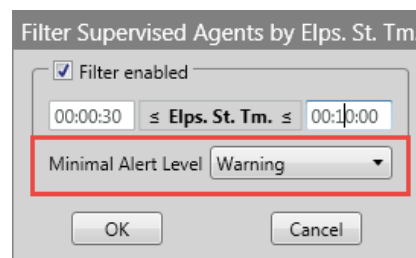 Filter Supervised Agents by Elps. St. Tm
Filter enabled
00:00:30 ≤ Elps. St. Tm. ≤ 00:10:00
Minimal Alert Level Warning
OK Cancel